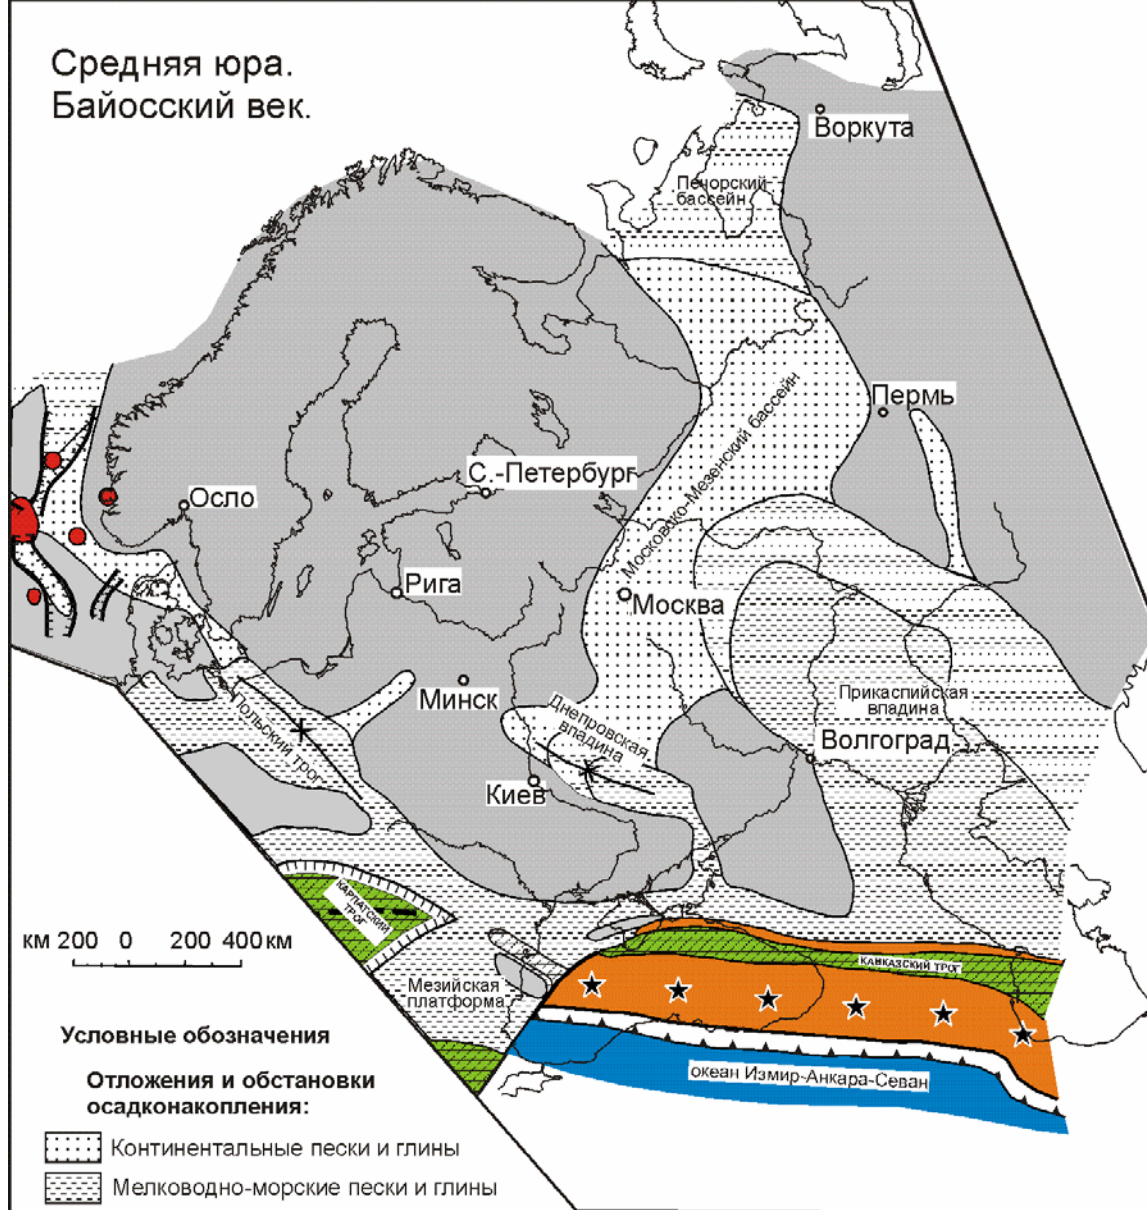 Средняя юра.
Байосский век.
Воркута
Печорский
бассейн
Московско-Мезенский бассейн
Пермь
С.-Петербург
Осло
Рига
Москва
Минск
Польский трог
Днепровская
впадина
Прикаспийская
впадина
Волгоград
Киев
КАРПАТСКИЙ
ТРОГ
км 200 0 200 400 км
КАВКАЗСКИЙ ТРОГ
Мезийская
платформа
океан Измир-Анкара-Севан
Условные обозначения
Отложения и обстановки
осадконакопления:
Континентальные пески и глины
Мелководно-морские пески и глины